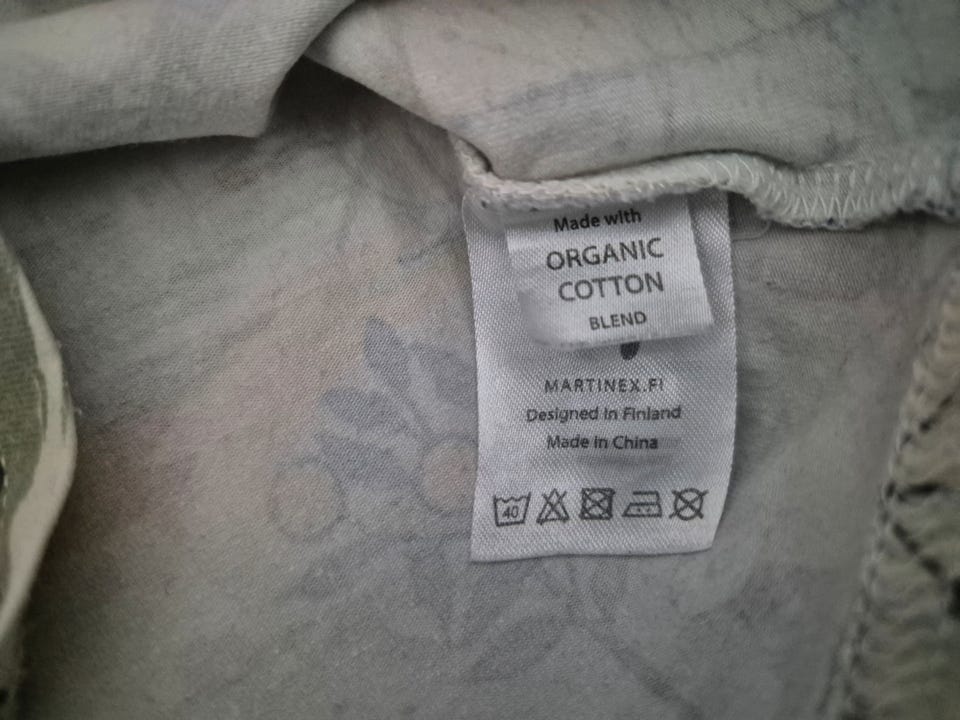 Made with
ORGANIC
COTTON
BLEND
MARTINEX.FI
Designed in Finland
Made in China
40